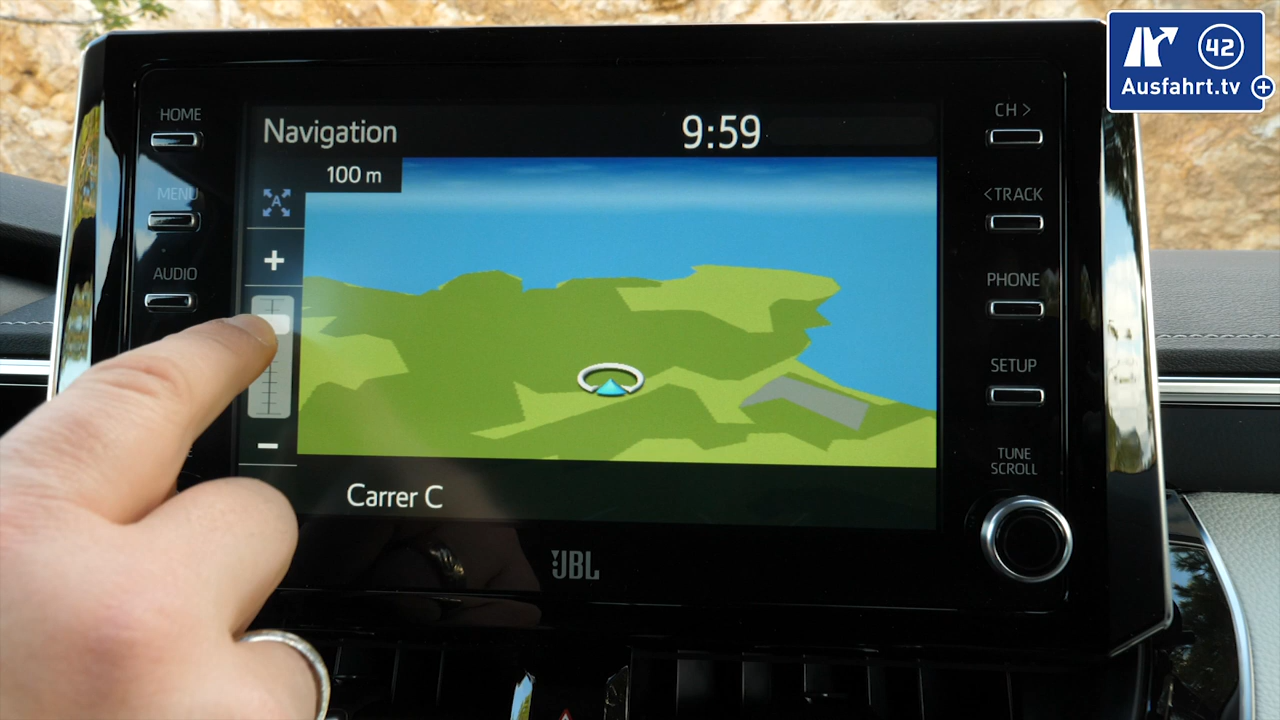 42
Ausfahrt.tv
HOME
Navigation
9:59
CH >
100 m
A
MENU
<TRACK
+
AUDIO
PHONE
SETUP
−
TUNE
SCROLL
Carrer C
JBL